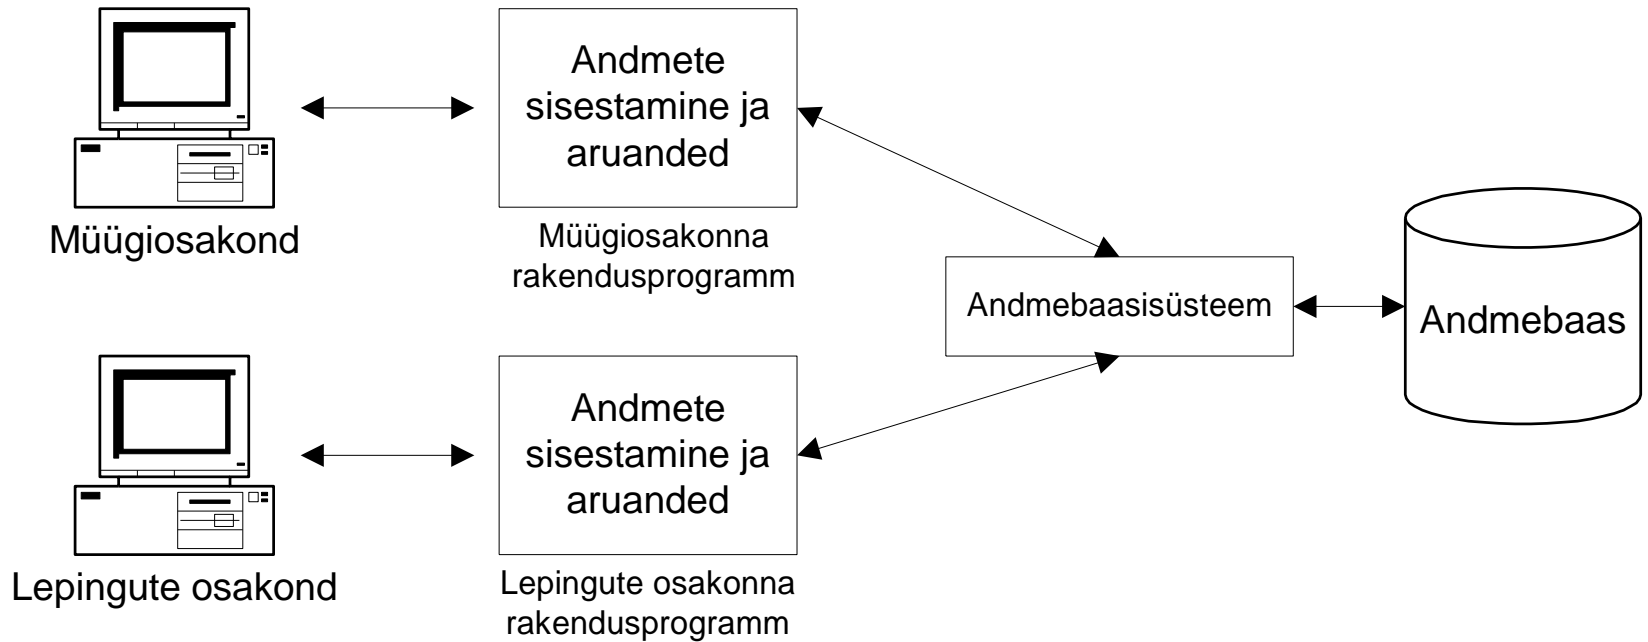 Andmete
sisestamine ja
aruanded
Müügiosakond
Müügiosakonna
rakendusprogramm
Andmebaasisüsteem
Andmebaas
Andmete
sisestamine ja
aruanded
Lepingute osakond
Lepingute osakonna
rakendusprogramm